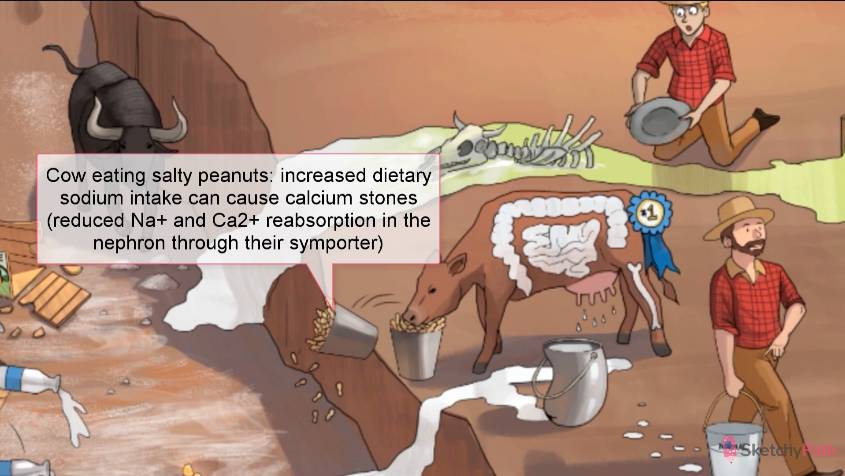 Cow eating salty peanuts: increased dietary
sodium intake can cause calcium stones
(reduced Na+ and Ca2+ reabsorption in the
nephron through their symporter)
#1